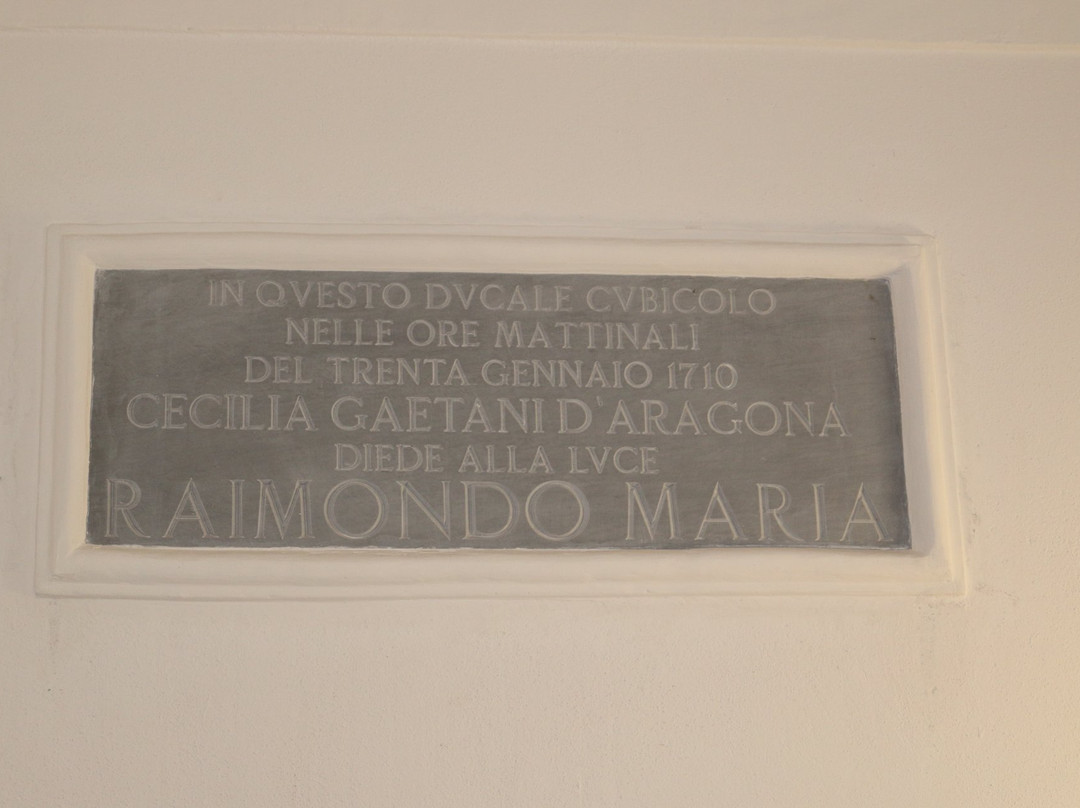 IN QVESTO DVCALE CVBICOLO
NELLE ORE MATTINALI
DEL TRENTA GENNAIO 1710
CECILIA GAETANI D'ARAGONA
DIEDE ALLA LVCE
RAIMONDO MARIA